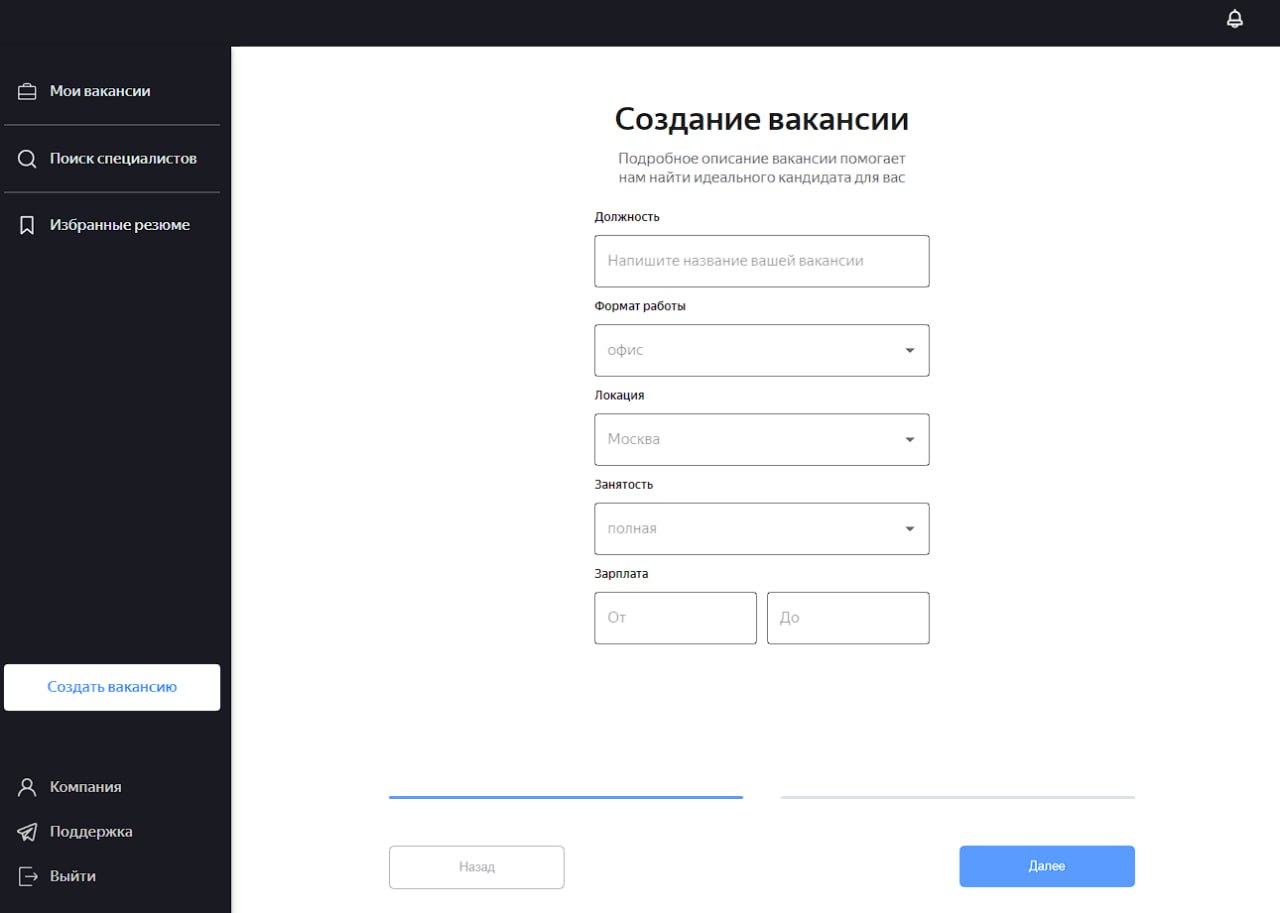 Мои вакансии
Поиск специалистов
Избранные резюме
Создать вакансию
Компания
Поддержка
Выйти
Создание вакансии
Подробное описание вакансии помогает
нам найти идеального кандидата для вас
Должность
Напишите название вашей вакансии
Формат работы
офис
Локация
Москва
Занятость
полная
Зарплата
От До
Назад Далее